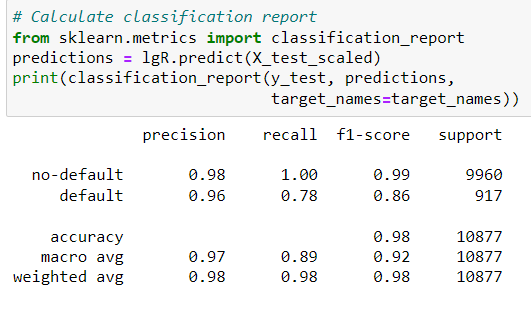 # Calculate classification report
from sklearn.metrics import classification_report
predictions = lgR.predict(X_test_scaled)
print(classification_report(y_test, predictions,
                            target_names=target_names))
              precision    recall  f1-score   support

  no-default       0.98      1.00      0.99      9960
     default       0.96      0.78      0.86       917

    accuracy                           0.98     10877
   macro avg       0.97      0.89      0.92     10877
weighted avg       0.98      0.98      0.98     10877